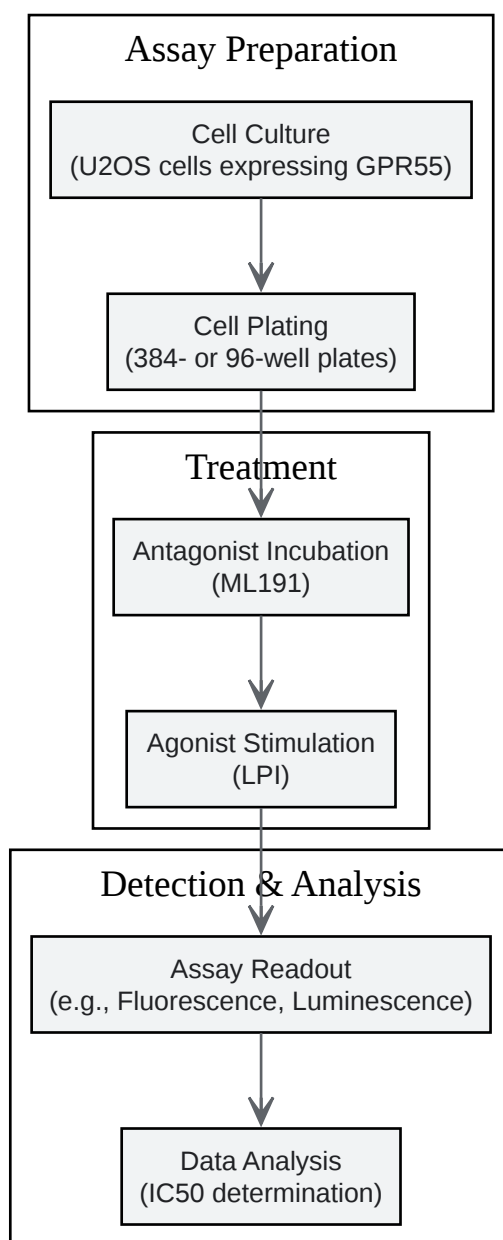 Assay Preparation
Cell Culture
(U2OS cells expressing GPR55)
Cell Plating
(384- or 96-well plates)
Treatment
Antagonist Incubation
(ML191)
Agonist Stimulation
(LPI)
Detection & Analysis
Assay Readout
(e.g., Fluorescence, Luminescence)
Data Analysis
(IC50 determination)